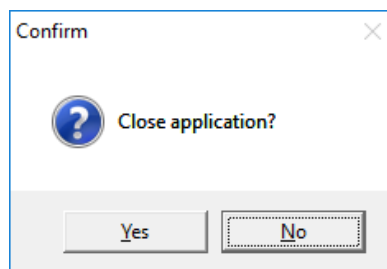 Confirm
Close application?
Yes
No